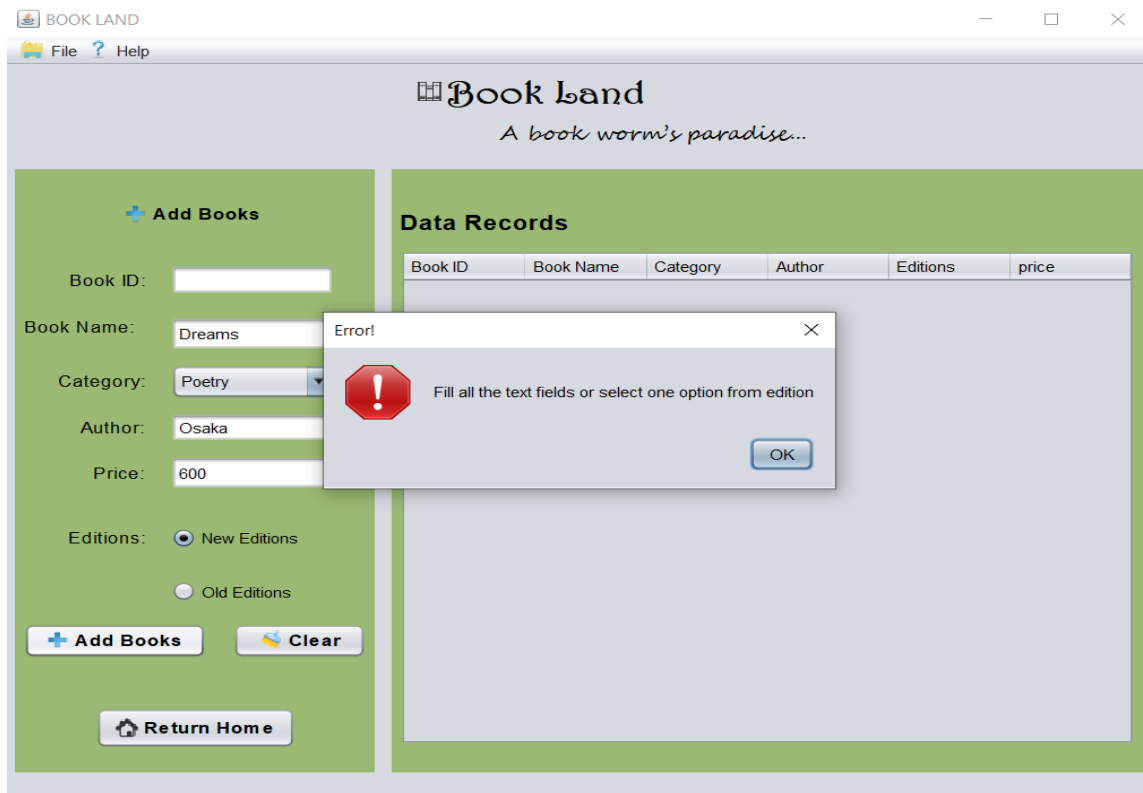 BOOK LAND
File Help
Book Land
A book worm's paradise...
Add Books
Book ID:
Book Name: Dreams
Category: Poetry
Author: Osaka
Price: 600
Editions: New Editions
Old Editions
Add Books Clear
Return Home
Data Records
Book ID Book Name Category Author Editions price
Error!
Fill all the text fields or select one option from edition
OK